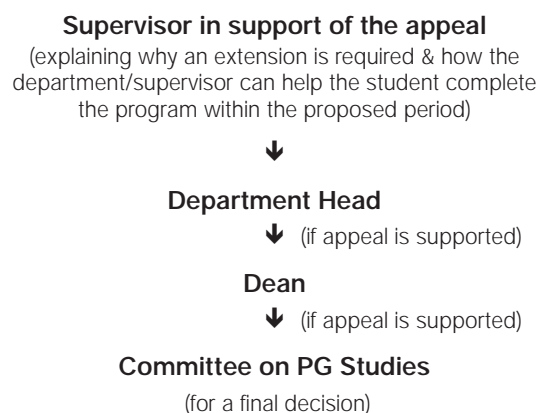 Supervisor in support of the appeal
(explaining why an extension is required & how the
department/supervisor can help the student complete
the program within the proposed period)
🡫
Department Head
🡫 (if appeal is supported)
Dean
🡫 (if appeal is supported)
Committee on PG Studies
(for a final decision)